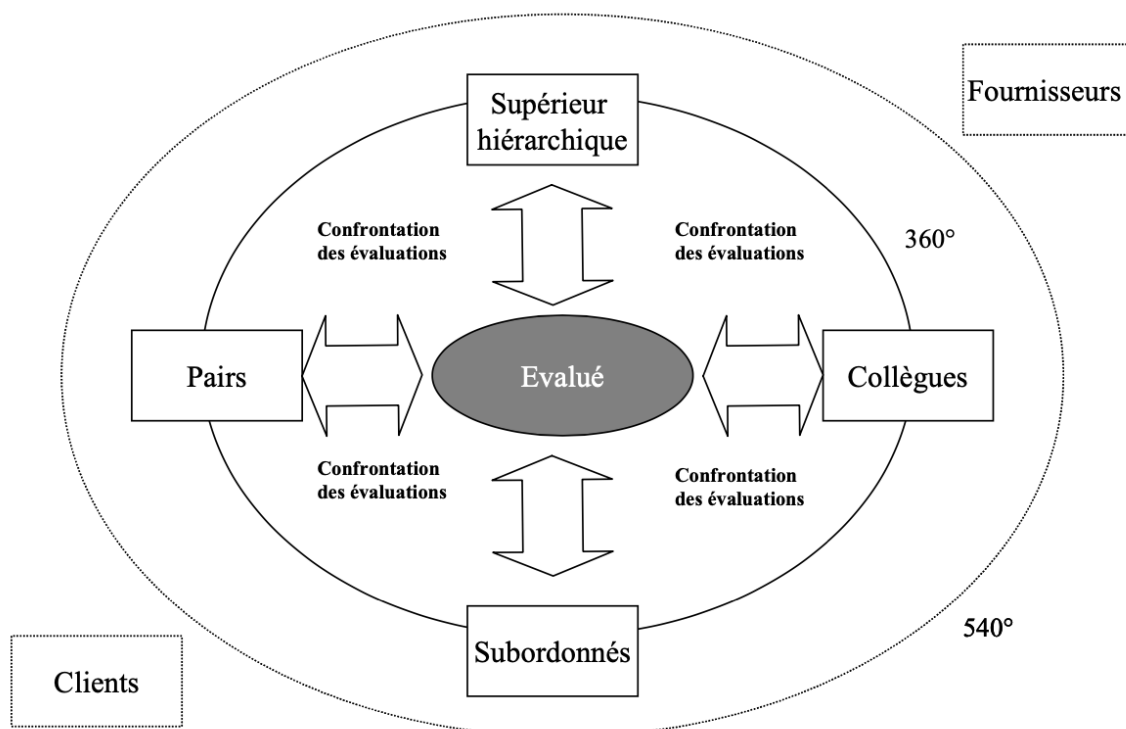 Fournisseurs
Supérieur
hiérarchique
Confrontation
des évaluations
Confrontation
des évaluations
360°
Pairs
Evalué
Collègues
Confrontation
des évaluations
Confrontation
des évaluations
540°
Subordonnés
Clients